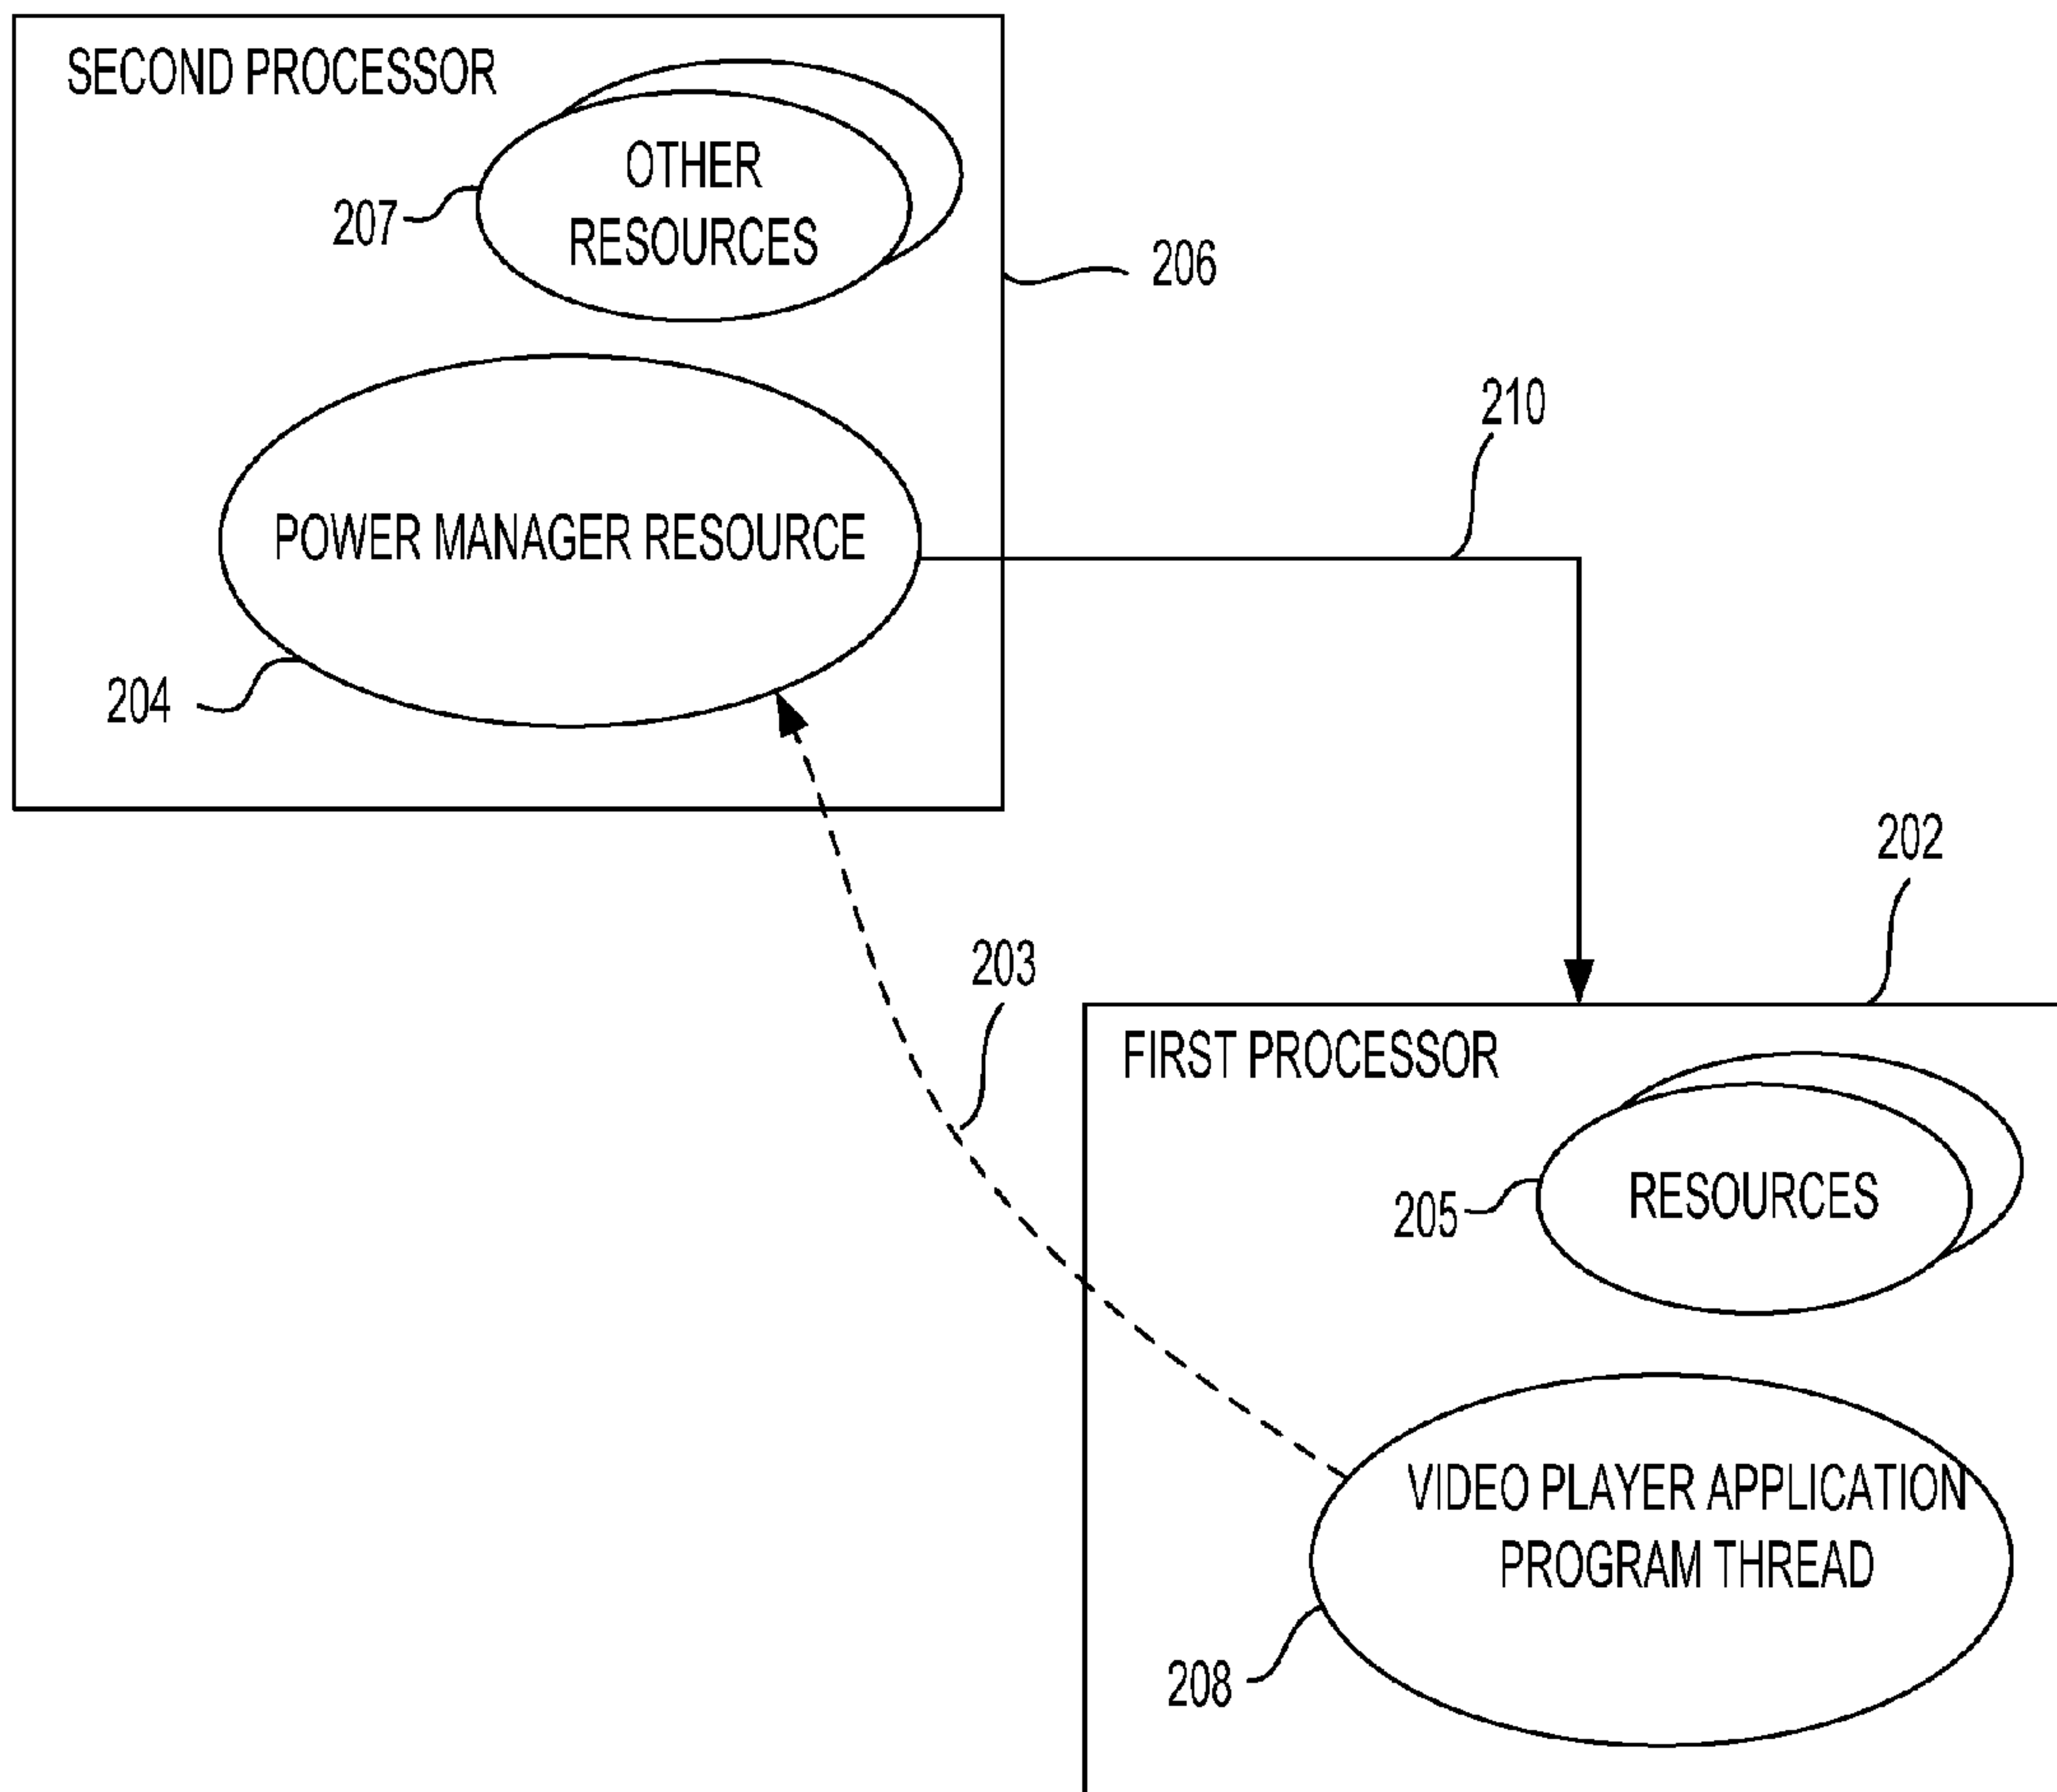 SECOND PROCESSOR
OTHER
RESOURCES
207
206
210
POWER MANAGER RESOURCE
204
202
203
FIRST PROCESSOR
RESOURCES
205
VIDEO PLAYER APPLICATION
PROGRAM THREAD
208